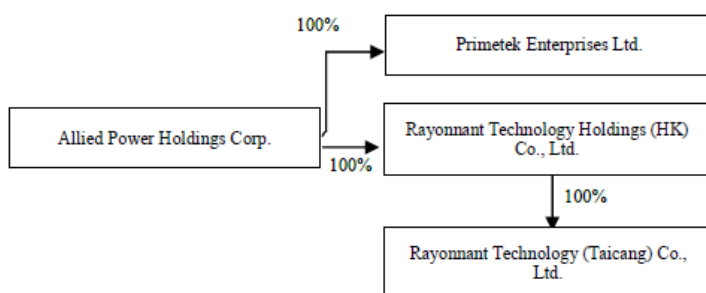 100%
Primetek Enterprises Ltd.
Allied Power Holdings Corp.
100%
Rayonnant Technology Holdings (HK)
Co., Ltd.
100%
Rayonnant Technology (Taicang) Co.,
Ltd.